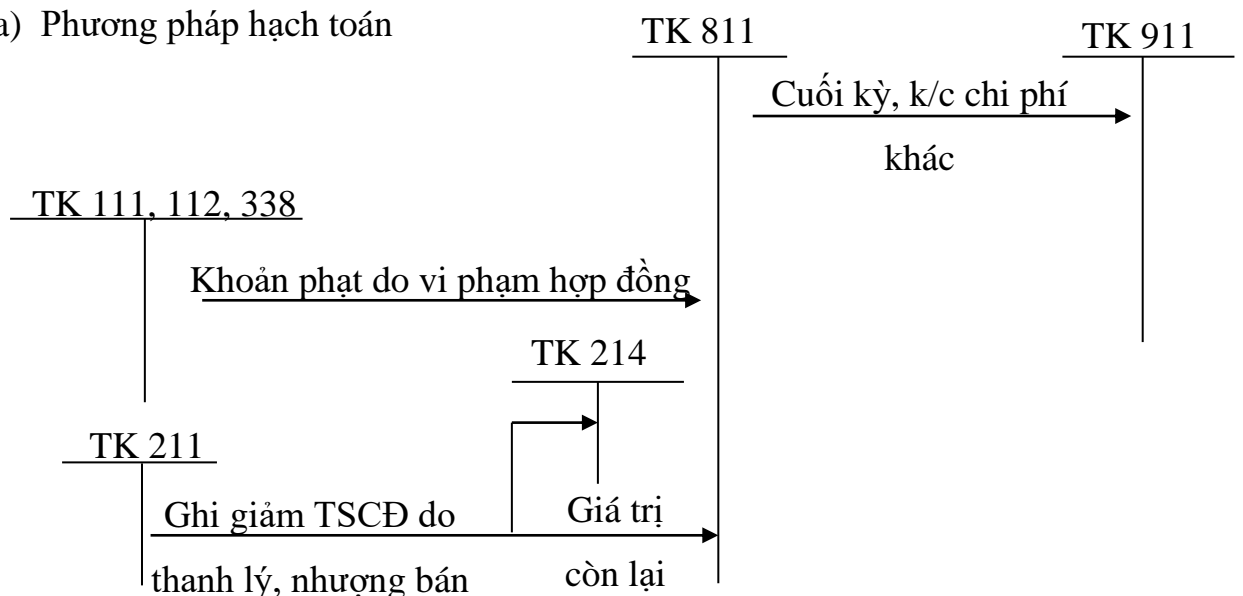 a) Phương pháp hạch toán
TK 811
TK 911
Cuối kỳ, k/c chi phí
khác
TK 111, 112, 338
Khoản phạt do vi phạm hợp đồng
TK 214
TK 211
Ghi giảm TSCĐ do
thanh lý, nhượng bán
Giá trị
còn lại